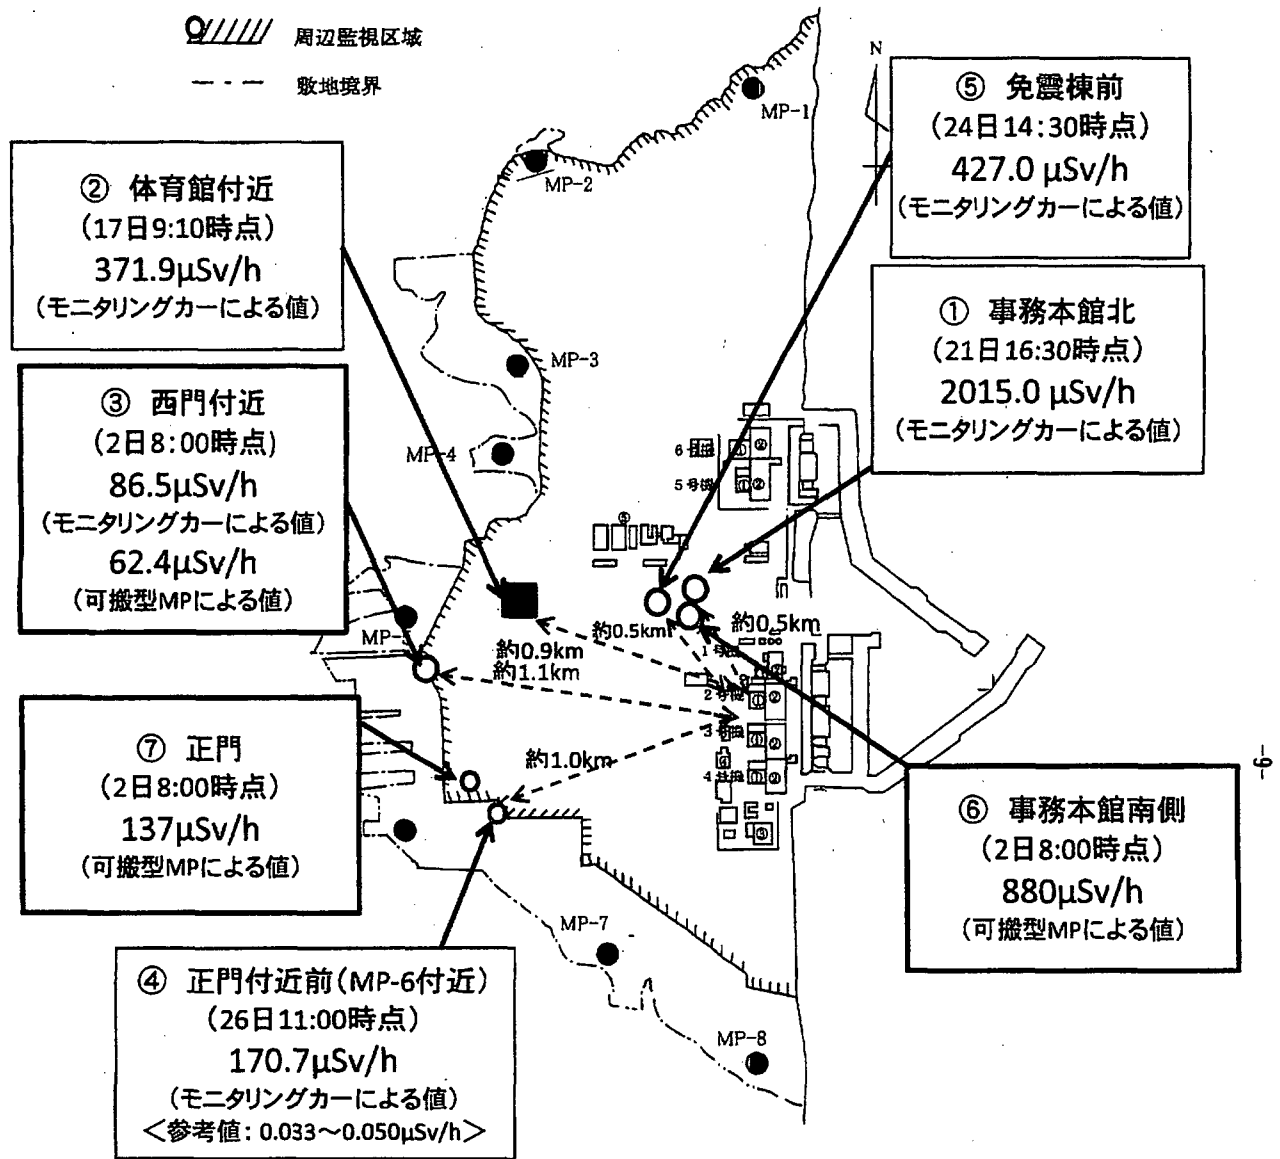 周辺監視区域
敷地境界
N
MP-1
MP-2
MP-3
MP-4
MP-7
MP-8
⑤ 免震棟前
(24日14:30時点)
427.0 μSv/h
(モニタリングカーによる値)
② 体育館付近
(17日9:10時点)
371.9μSv/h
(モニタリングカーによる値)
① 事務本館北
(21日16:30時点)
2015.0 μSv/h
(モニタリングカーによる値)
③ 西門付近
(2日8:00時点)
86.5μSv/h
(モニタリングカーによる値)
62.4μSv/h
(可搬型MPによる値)
6号機
5号機
1号機
2号機
3号機
約0.5km
約0.5km
約0.9km
約1.1km
約1.0km
⑦ 正門
(2日8:00時点)
137μSv/h
(可搬型MPによる値)
⑥ 事務本館南側
(2日8:00時点)
880μSv/h
(可搬型MPによる値)
④ 正門付近前(MP-6付近)
(26日11:00時点)
170.7μSv/h
(モニタリングカーによる値)
<参考値: 0.033～0.050μSv/h>